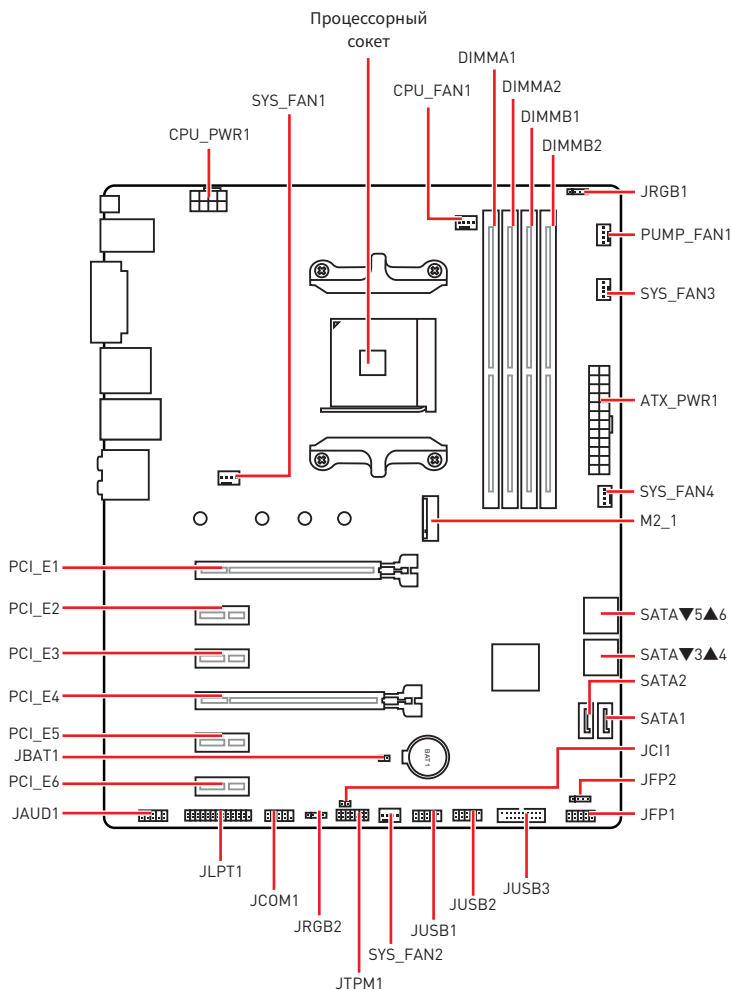 Процессорный
сокет
DIMMA1
DIMMA2
CPU_FAN1
SYS_FAN1
DIMMB1
CPU_PWR1
DIMMB2
JRGB1
PUMP_FAN1
SYS_FAN3
ATX_PWR1
SYS_FAN4
M2_1
PCI_E1
PCI_E2
SATA▼5▲6
PCI_E3
SATA▼3▲4
SATA2
PCI_E4
SATA1
PCI_E5
JBAT1
BAT1
JCI1
PCI_E6
JFP2
JAUD1
JFP1
JLPT1
JCOM1
JRGB2
JTPM1
SYS_FAN2
JUSB1
JUSB2
JUSB3